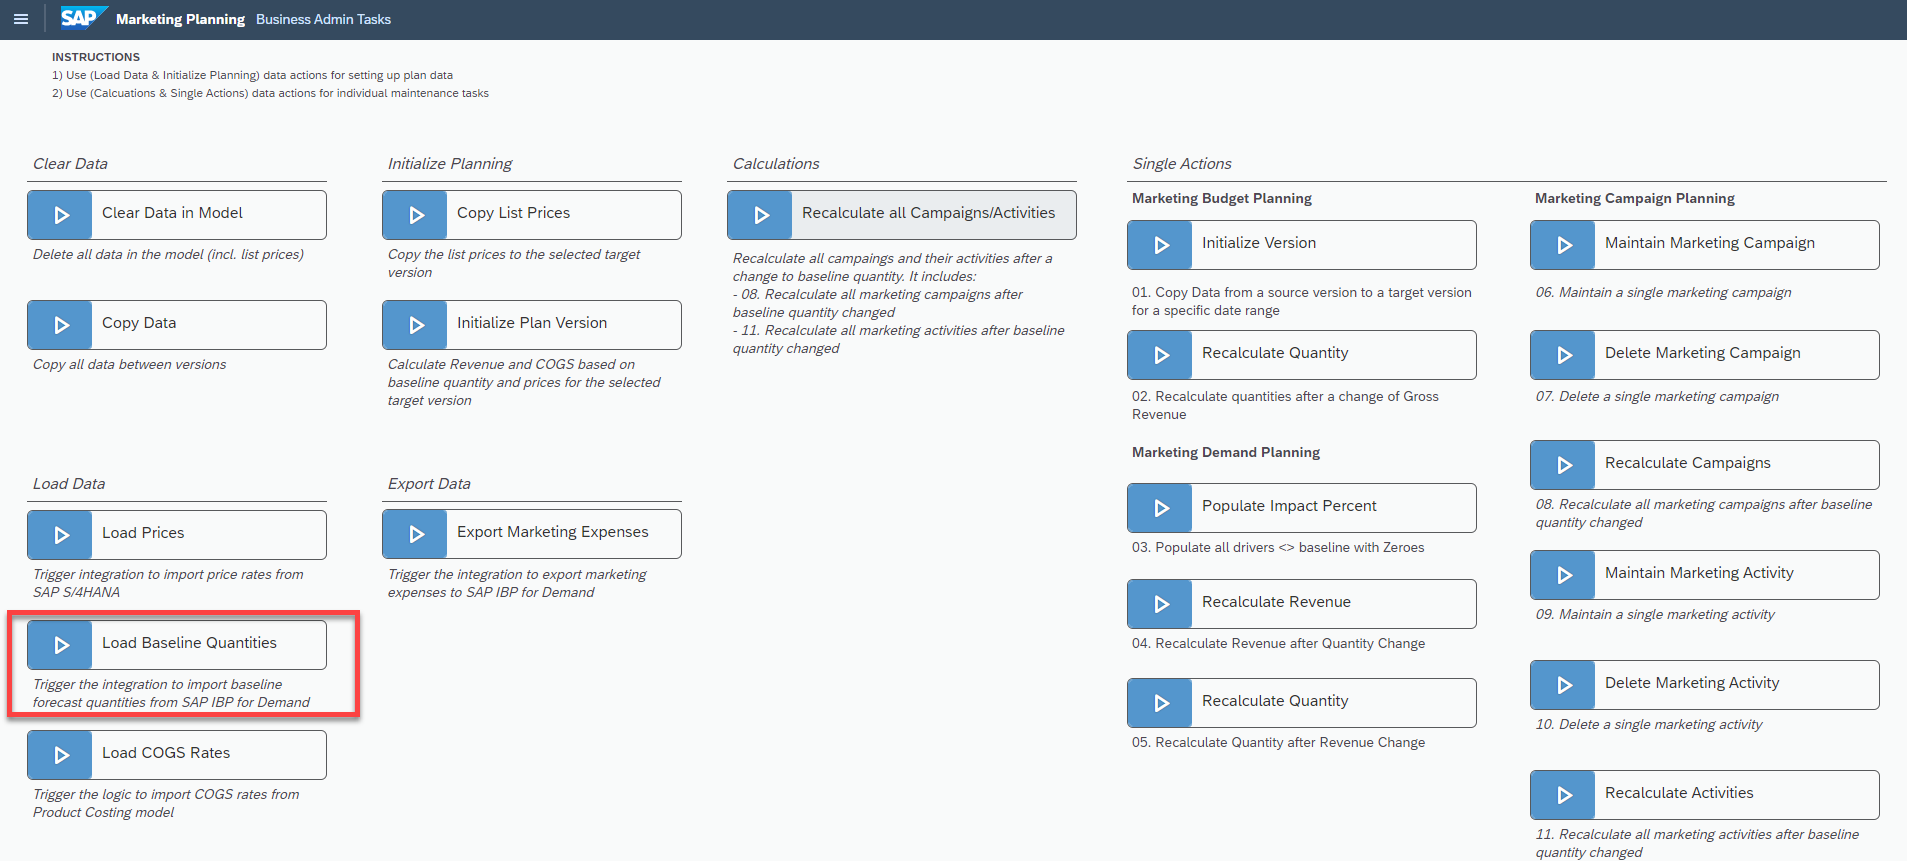 SAP Marketing Planning Business Admin Tasks
INSTRUCTIONS
1) Use (Load Data & Initialize Planning) data actions for setting up plan data
2) Use (Calcuations & Single Actions) data actions for individual maintenance tasks
Clear Data
Clear Data in Model
Delete all data in the model (incl. list prices)
Copy Data
Copy all data between versions
Initialize Planning
Copy List Prices
Copy the list prices to the selected target
version
Initialize Plan Version
Calculate Revenue and COGS based on
baseline quantity and prices for the selected
target version
Calculations
Recalculate all Campaigns/Activities
Recalculate all campaings and their activities after a
change to baseline quantity. It includes:
- 08. Recalculate all marketing campaigns after
baseline quantity changed
- 11. Recalculate all marketing activities after baseline
quantity changed
Load Data
Load Prices
Trigger integration to import price rates from
SAP S/4HANA
Load Baseline Quantities
Trigger the integration to import baseline
forecast quantities from SAP IBP for Demand
Load COGS Rates
Trigger the logic to import COGS rates from
Product Costing model
Export Data
Export Marketing Expenses
Trigger the integration to export marketing
expenses to SAP IBP for Demand
Single Actions
Marketing Budget Planning
Initialize Version
01. Copy Data from a source version to a target version
for a specific date range
Recalculate Quantity
02. Recalculate quantities after a change of Gross
Revenue
Marketing Demand Planning
Populate Impact Percent
03. Populate all drivers <> baseline with Zeroes
Recalculate Revenue
04. Recalculate Revenue after Quantity Change
Recalculate Quantity
05. Recalculate Quantity after Revenue Change
Marketing Campaign Planning
Maintain Marketing Campaign
06. Maintain a single marketing campaign
Delete Marketing Campaign
07. Delete a single marketing campaign
Recalculate Campaigns
08. Recalculate all marketing campaigns after baseline
quantity changed
Maintain Marketing Activity
09. Maintain a single marketing activity
Delete Marketing Activity
10. Delete a single marketing activity
Recalculate Activities
11. Recalculate all marketing activities after baseline
quantity changed